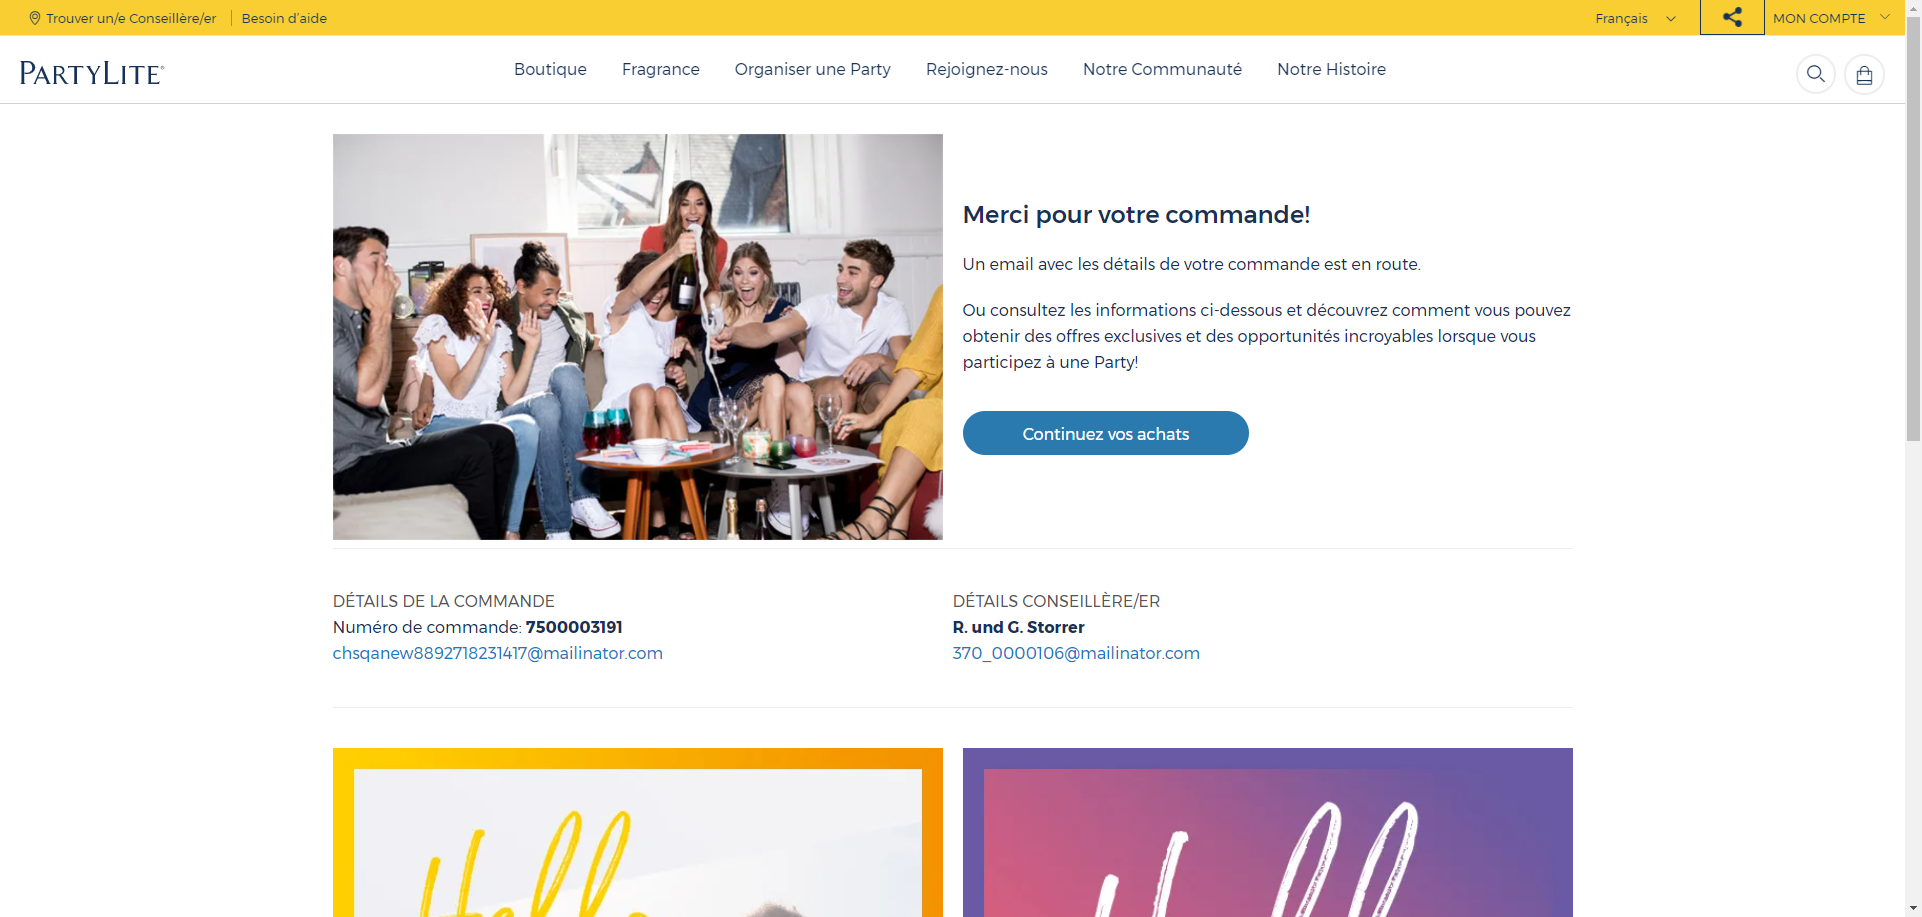 Trouver un/e Conseillère/er
Besoin d'aide
Français
MON COMPTE
PARTYLITE®
Boutique
Fragrance
Organiser une Party
Rejoignez-nous
Notre Communauté
Notre Histoire
Merci pour votre commande!
Un email avec les détails de votre commande est en route.
Ou consultez les informations ci-dessous et découvrez comment vous pouvez
obtenir des offres exclusives et des opportunités incroyables lorsque vous
participez à une Party!
Continuez vos achats
DÉTAILS DE LA COMMANDE
Numéro de commande: 7500003191
chsqanew8892718231417@mailinator.com
DÉTAILS CONSEILLÈRE/ER
R. und G. Storrer
370_0000106@mailinator.com
Hello